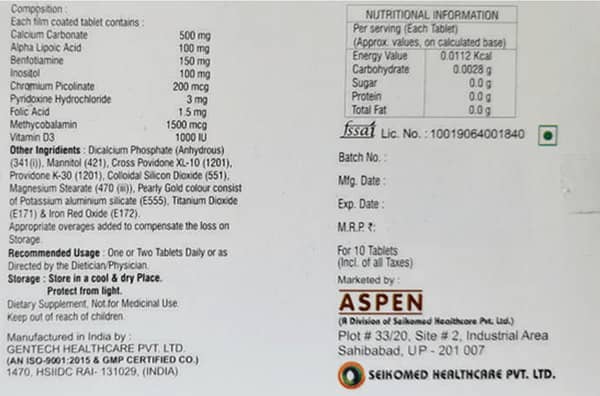 Composition :
Each film coated tablet contains :
Calcium Carbonate 500 mg
Alpha Lipoic Acid 100 mg
Benfotiamine 150 mg
Inositol 100 mg
Chromium Picolinate 200 mcg
Pyridoxine Hydrochloride 3 mg
Folic Acid 1.5 mg
Methycobalamin 1500 mcg
Vitamin D3 1000 IU
Other Ingredients : Dicalcium Phosphate (Anhydrous)
(341(ii)), Mannitol (421), Cross Povidone XL-10 (1201),
Providone K-30 (1201), Colloidal Silicon Dioxide (551),
Magnesium Stearate (470 (iii)), Pearly Gold colour consist
of Potassium aluminium silicate (E555), Titanium Dioxide
(E171) & Iron Red Oxide (E172).
Appropriate overages added to compensate the loss on
Storage.
Recommended Usage : One or Two Tablets Daily or as
Directed by the Dietician/Physician.
Storage : Store in a cool & dry Place.
Protect from light.
Dietary Supplement, Not for Medicinal Use.
Keep out of reach of children.
Manufactured in India by :
GENTECH HEALTHCARE PVT. LTD.
(AN ISO-9001:2015 & GMP CERTIFIED CO.)
1470, HSIIDC RAI- 131029, (INDIA)
NUTRITIONAL INFORMATION
Per serving (Each Tablet)
(Approx. values, on calculated base)
Energy Value 0.0112 Kcal
Carbohydrate 0.0028 g
Sugar 0.0 g
Protein 0.0 g
Total Fat 0.0 g
fssai Lic. No. : 10019064001840
Batch No. :
Mfg. Date :
Exp. Date :
M.R.P. ₹:
For 10 Tablets
(Incl. of all Taxes)
Marketed by :
ASPEN
(A Division of Seikomed Healthcare Pvt. Ltd.)
Plot # 33/20, Site # 2, Industrial Area
Sahibabad, UP - 201 007
SEIKOMED HEALTHCARE PVT. LTD.